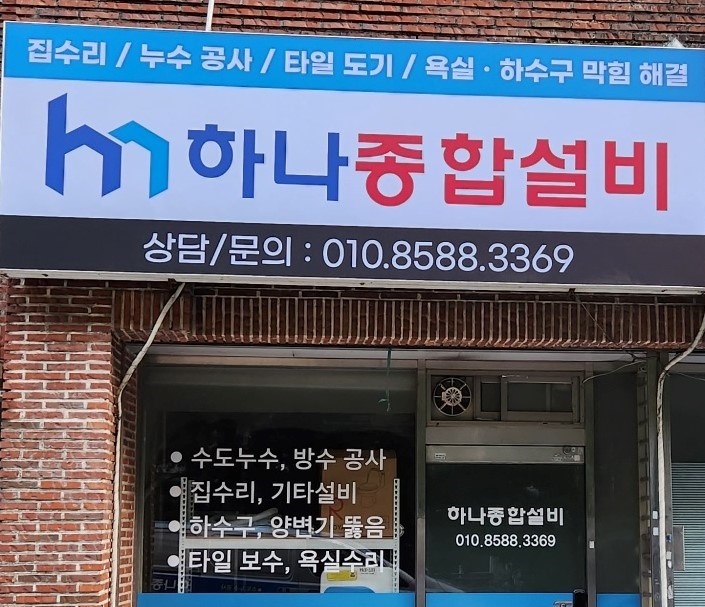 집수리 / 누수 공사 / 타일 도기 / 욕실 · 하수구 막힘 해결
하나종합설비
상담/문의 : 010.8588.3369
• 수도누수, 방수 공사
• 집수리, 기타설비
• 하수구, 양변기 뚫음
• 타일 보수, 욕실수리
하나종합설비
010.8588.3369